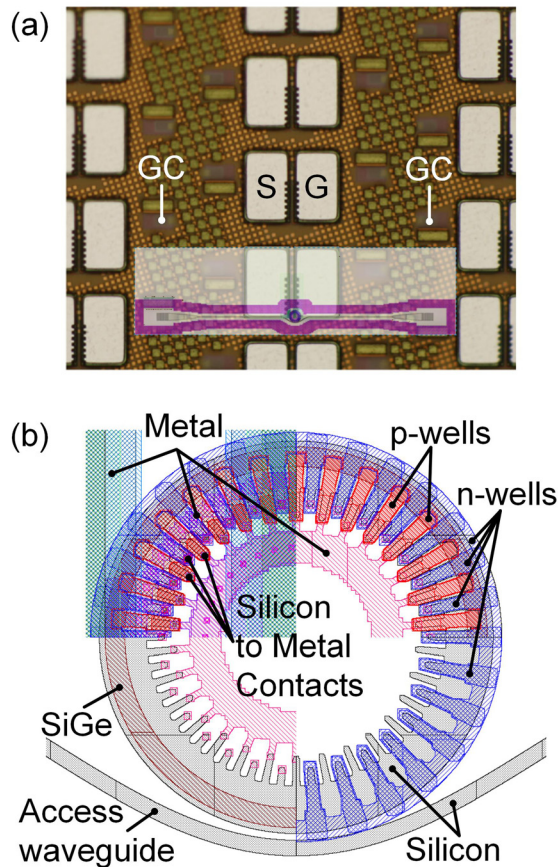 (a)
GC
S
G
GC
(b)
Metal
p-wells
n-wells
Silicon
to Metal
Contacts
SiGe
Access
waveguide
Silicon